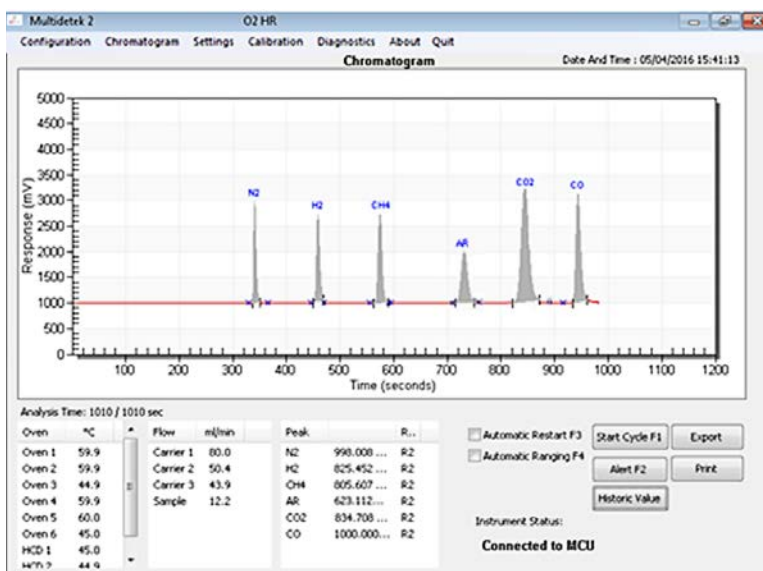 Multidetek 2 O2 HR
Configuration Chromatogram Settings Calibration Diagnostics About Quit
Chromatogram Date And Time : 05/04/2016 15:41:13
5000
4500
4000
3500
3000
2500
2000
1500
1000
500
0
Response (mV)
N2
H2
CH4
AR
CO2
CO
100 200 300 400 500 600 700 800 900 1000 1100 1200
Time (seconds)
Analysis Time: 1010 / 1010 sec
Oven °C
Oven 1 59.9
Oven 2 59.9
Oven 3 44.9
Oven 4 59.9
Oven 5 60.0
Oven 6 45.0
HCD 1 45.0
HCD 2 44.9
Flow ml/min
Carrier 1 80.0
Carrier 2 50.4
Carrier 3 43.9
Sample 12.2
Peak R...
N2 998.008 ... R2
H2 825.452 ... R2
CH4 805.607 ... R2
AR 623.112... R2
CO2 834.708 ... R2
CO 1000.000... R2
Automatic Restart F3
Automatic Ranging F4
Start Cycle F1 Export
Alert F2 Print
Historic Value
Instrument Status:
Connected to MCU